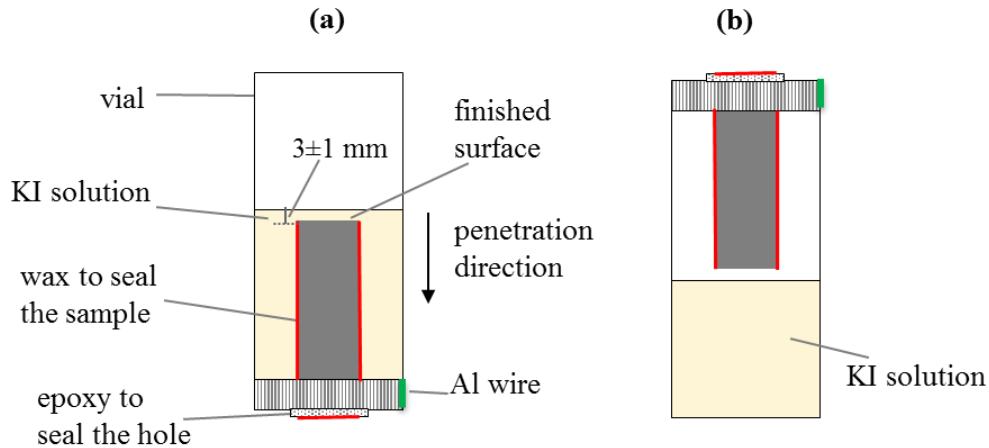 (a)
vial
3±1 mm
finished
surface
KI solution
penetration
direction
wax to seal
the sample
Al wire
epoxy to
seal the hole
(b)
KI solution